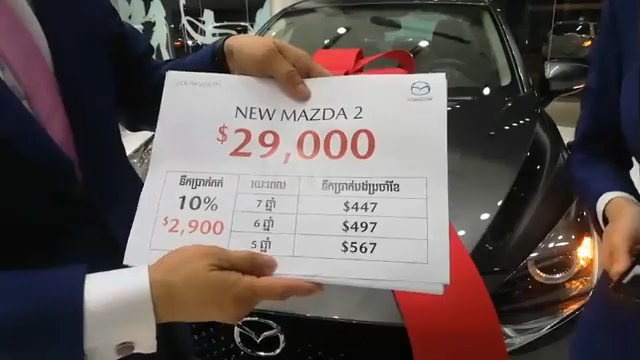 NEW MAZDA 2
$29,000
ទឹកប្រាក់កក់ រយៈពេល ទឹកប្រាក់បង់ប្រចាំខែ
10% 7 ឆ្នាំ $447
$2,900 6 ឆ្នាំ $497
5 ឆ្នាំ $567